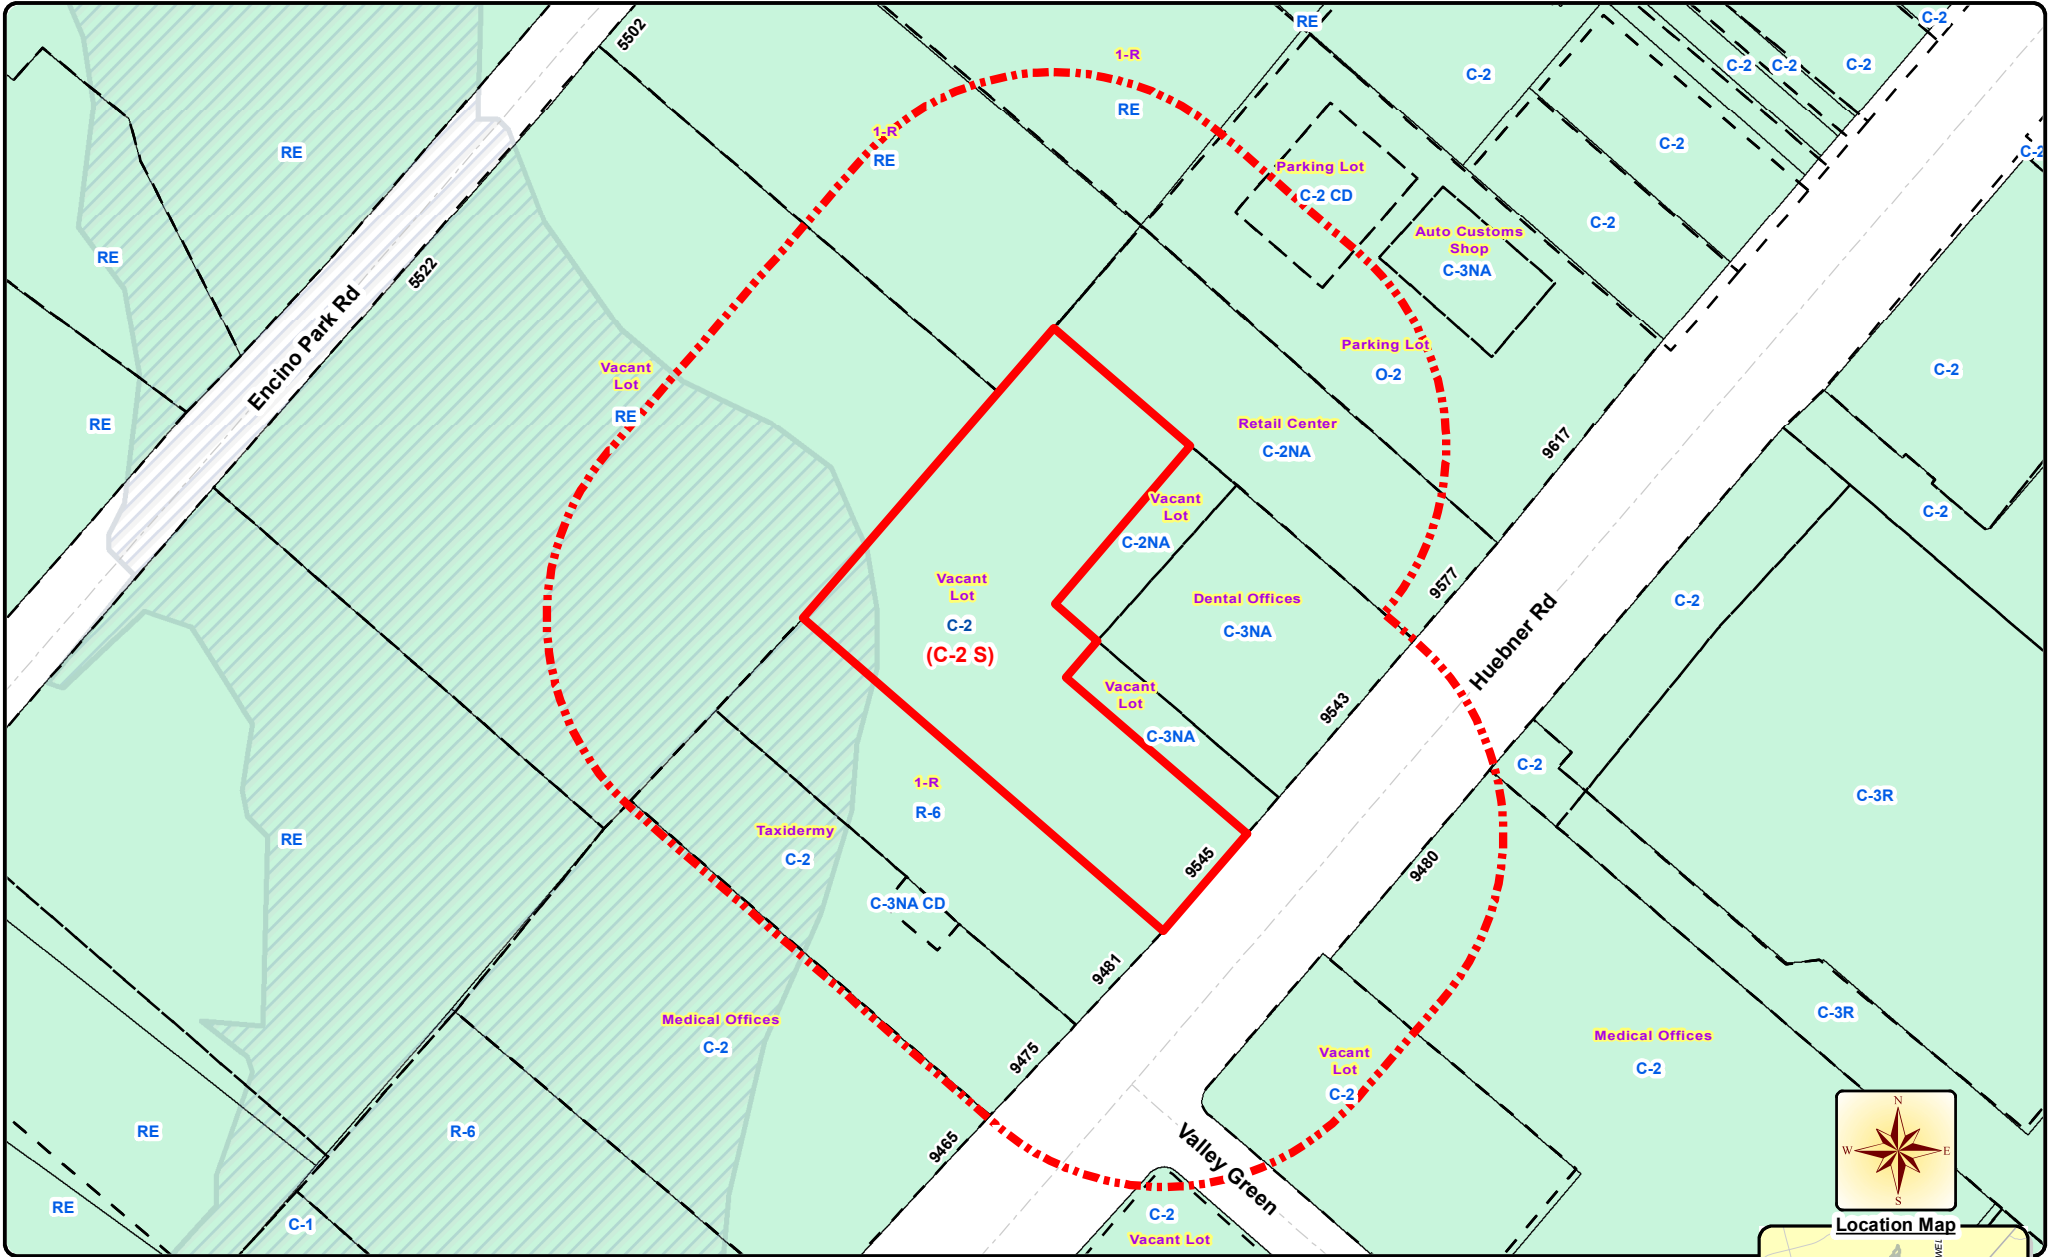 5502
RE
C-2
1-R
C-2
C-2
C-2
C-2
RE
1-R
RE
C-2
C-2
RE
Parking Lot
C-2 CD
C-2
Auto Customs
Shop
C-3NA
RE
5522
Encino Park Rd
Parking Lot
O-2
C-2
Vacant
Lot
RE
RE
Retail Center
C-2NA
9617
Vacant
Lot
C-2NA
C-2
Vacant
Lot
C-2
(C-2 S)
Dental Offices
C-3NA
9577
C-2
Huebner Rd
Vacant
Lot
C-3NA
9543
C-2
C-3R
1-R
R-6
Taxidermy
C-2
RE
9545
9480
C-3NA CD
9481
Medical Offices
C-2
9475
C-3R
Medical Offices
C-2
Vacant
Lot
C-2
RE
R-6
9465
Valley Green
N
W
E
S
RE
C-1
C-2
Vacant Lot
Location Map